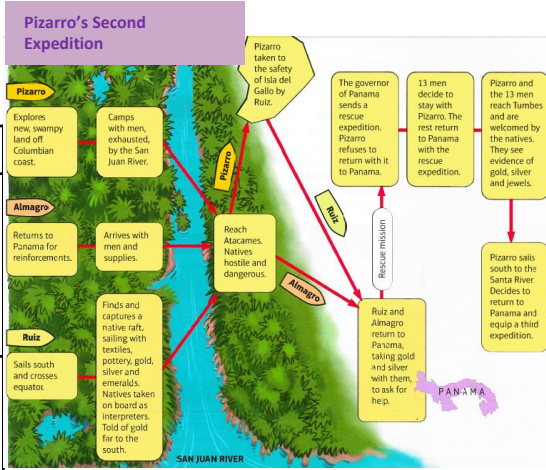 Pizarro's Second
Expedition
Pizarro
Explores
new, swampy
land off
Columbian
coast.
Camps
with men,
exhausted,
by the San
Juan River.
Almagro
Returns to
Panama for
reinforcements.
Arrives with
men and
supplies.
Ruiz
Sails south
and crosses
equator.
Finds and
captures a
native raft,
sailing with
textiles,
pottery, gold,
silver and
emeralds.
Natives taken
on board as
interpreters.
Told of gold
far to the
south.
Reach
Atacames.
Natives
hostile and
dangerous.
Pizarro
Pizarro
taken to
the safety
of Isla del
Gallo by
Ruiz.
Ruiz
Almagro
Ruiz and
Almagro
return to
Panama,
taking gold
and silver
with them,
to ask for
help.
Rescue mission
The governor
of Panama
sends a
rescue
expedition.
Pizarro
refuses to
return with it
to Panama.
13 men
decide to
stay with
Pizarro. The
rest return
to Panama
with the
rescue
expedition.
Pizarro and
the 13 men
reach Tumbes
and are
welcomed by
the natives.
They see
evidence of
gold, silver
and jewels.
Pizarro sails
south to the
Santa River
Decides to
return to
Panama and
equip a third
expedition.
PANAMA
SAN JUAN RIVER